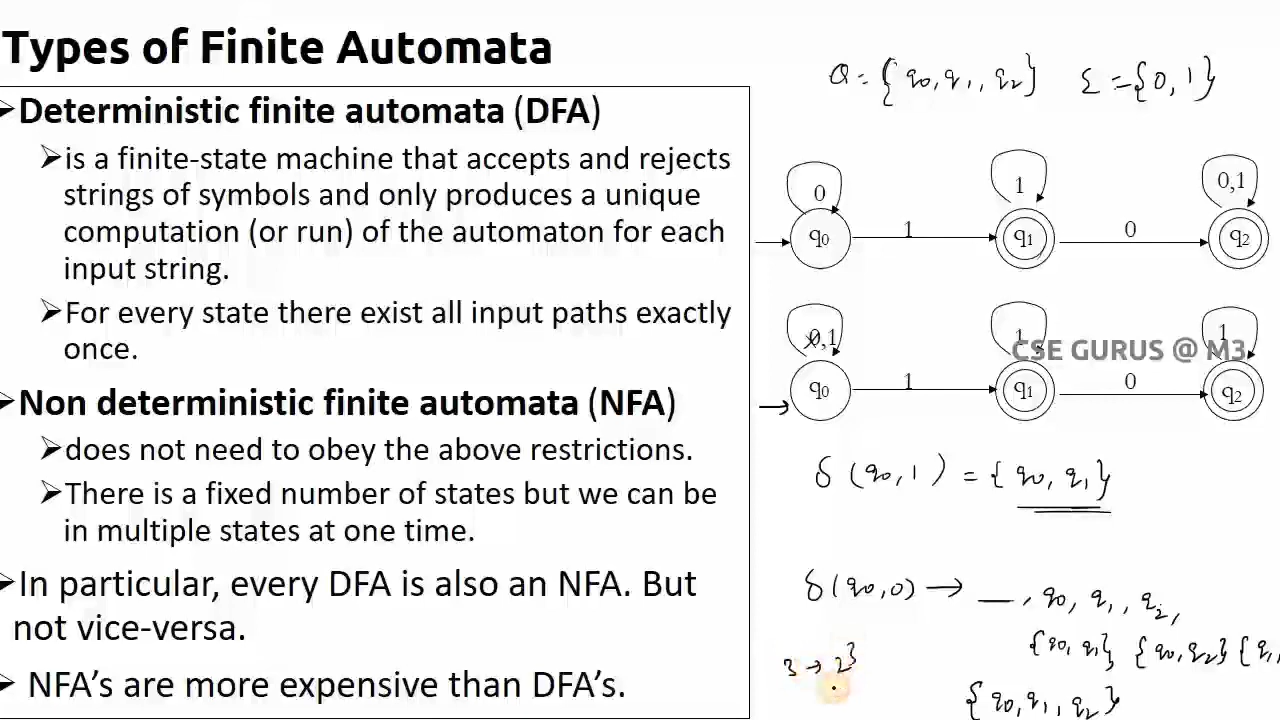 Types of Finite Automata
Deterministic finite automata (DFA)
is a finite-state machine that accepts and rejects
strings of symbols and only produces a unique
computation (or run) of the automaton for each
input string.
For every state there exist all input paths exactly
once.
Non deterministic finite automata (NFA)
does not need to obey the above restrictions.
There is a fixed number of states but we can be
in multiple states at one time.
In particular, every DFA is also an NFA. But
not vice-versa.
NFA’s are more expensive than DFA’s.
Q = {q0, q1, q2} Σ = {0, 1}
0 1 0,1
q0 1 q1 0 q2
0,1 1 1
CSE GURUS @ M3
q0 1 q1 0 q2
δ (q0, 1) = {q0, q1}
δ (q0, 0) → —, q0, q1, q2,
{q0, q1} {q0, q2} {q1,
3 → 2³
{q0, q1, q2}